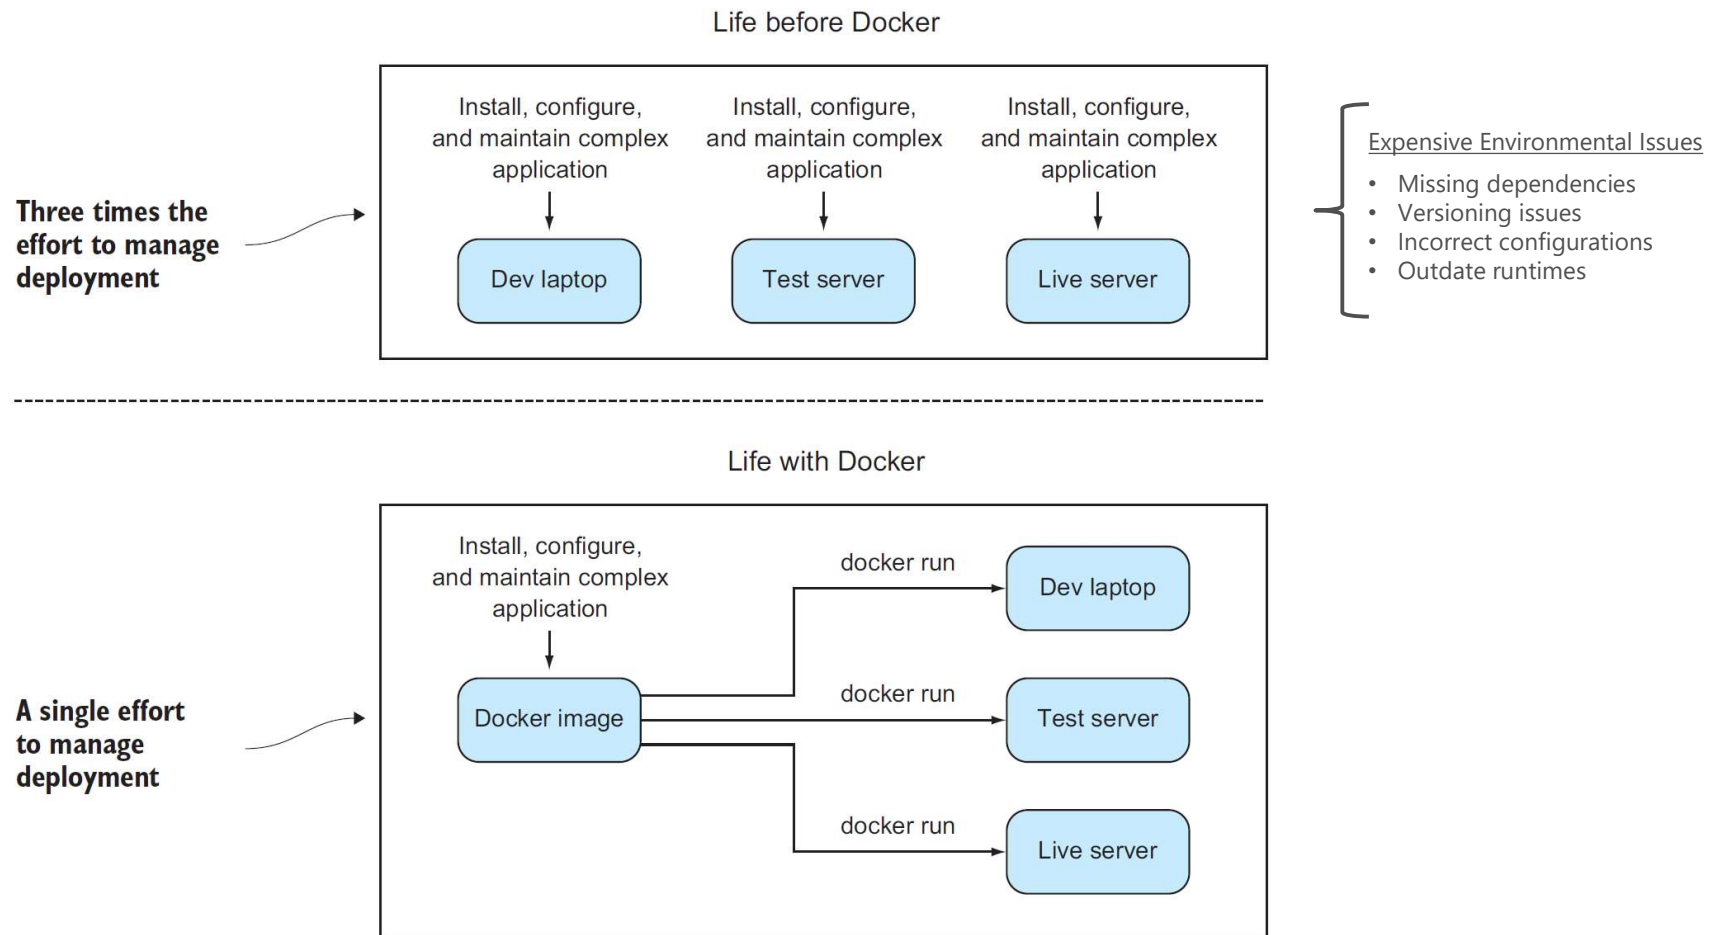 Life before Docker
Install, configure,
and maintain complex
application
Install, configure,
and maintain complex
application
Install, configure,
and maintain complex
application
Three times the
effort to manage
deployment
Dev laptop
Test server
Live server
Expensive Environmental Issues
• Missing dependencies
• Versioning issues
• Incorrect configurations
• Outdate runtimes
Life with Docker
Install, configure,
and maintain complex
application
A single effort
to manage
deployment
Docker image
docker run
Dev laptop
docker run
Test server
docker run
Live server